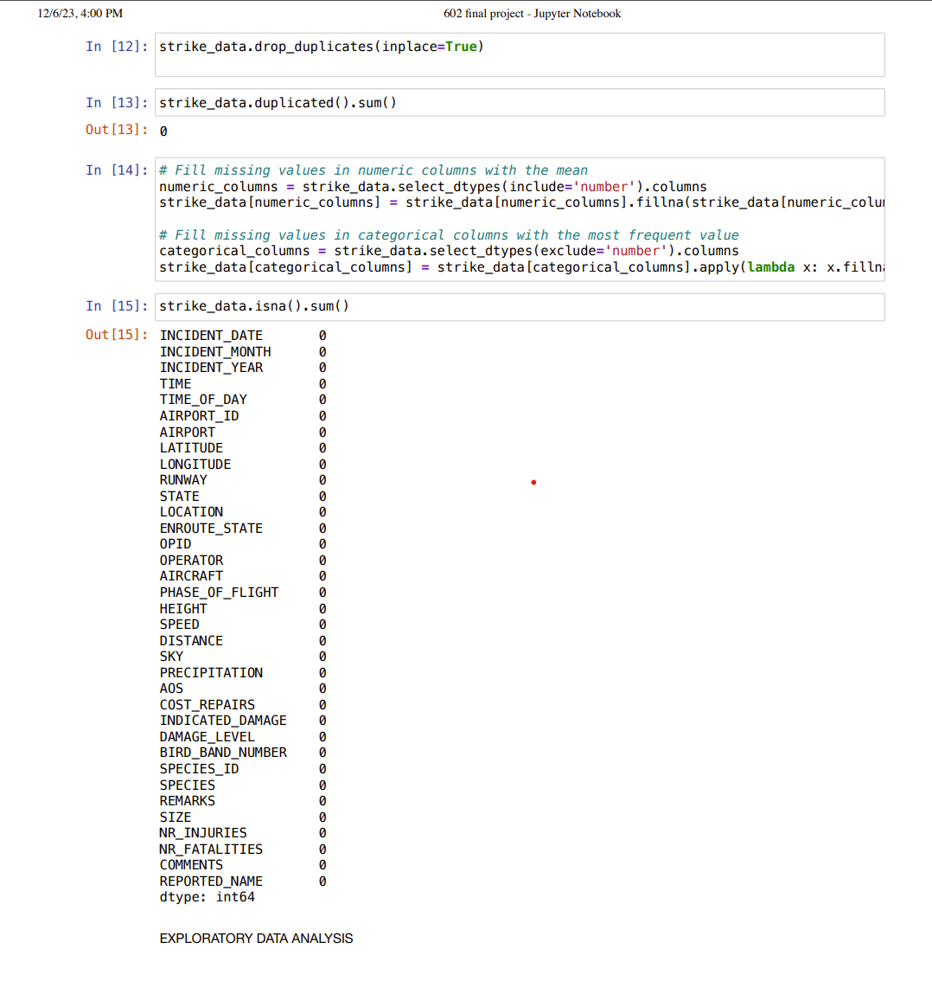 12/6/23, 4:00 PM 602 final project - Jupyter Notebook
In [12]: strike_data.drop_duplicates(inplace=True)
In [13]: strike_data.duplicated().sum()
Out[13]: 0
In [14]: # Fill missing values in numeric columns with the mean
numeric_columns = strike_data.select_dtypes(include='number').columns
strike_data[numeric_columns] = strike_data[numeric_columns].fillna(strike_data[numeric_colu
# Fill missing values in categorical columns with the most frequent value
categorical_columns = strike_data.select_dtypes(exclude='number').columns
strike_data[categorical_columns] = strike_data[categorical_columns].apply(lambda x: x.fillna
In [15]: strike_data.isna().sum()
Out[15]: INCIDENT_DATE 0
INCIDENT_MONTH 0
INCIDENT_YEAR 0
TIME 0
TIME_OF_DAY 0
AIRPORT_ID 0
AIRPORT 0
LATITUDE 0
LONGITUDE 0
RUNWAY 0
STATE 0
LOCATION 0
ENROUTE_STATE 0
OPID 0
OPERATOR 0
AIRCRAFT 0
PHASE_OF_FLIGHT 0
HEIGHT 0
SPEED 0
DISTANCE 0
SKY 0
PRECIPITATION 0
AOS 0
COST_REPAIRS 0
INDICATED_DAMAGE 0
DAMAGE_LEVEL 0
BIRD_BAND_NUMBER 0
SPECIES_ID 0
SPECIES 0
REMARKS 0
SIZE 0
NR_INJURIES 0
NR_FATALITIES 0
COMMENTS 0
REPORTED_NAME 0
dtype: int64
EXPLORATORY DATA ANALYSIS